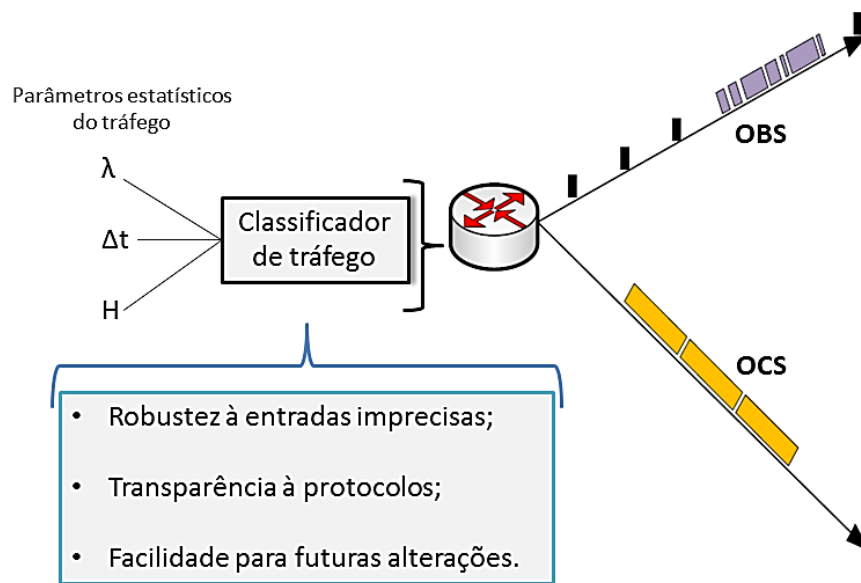 Parâmetros estatísticos
do tráfego
λ
Δt
H
Classificador
de tráfego
OBS
OCS
• Robustez à entradas imprecisas;
• Transparência à protocolos;
• Facilidade para futuras alterações.